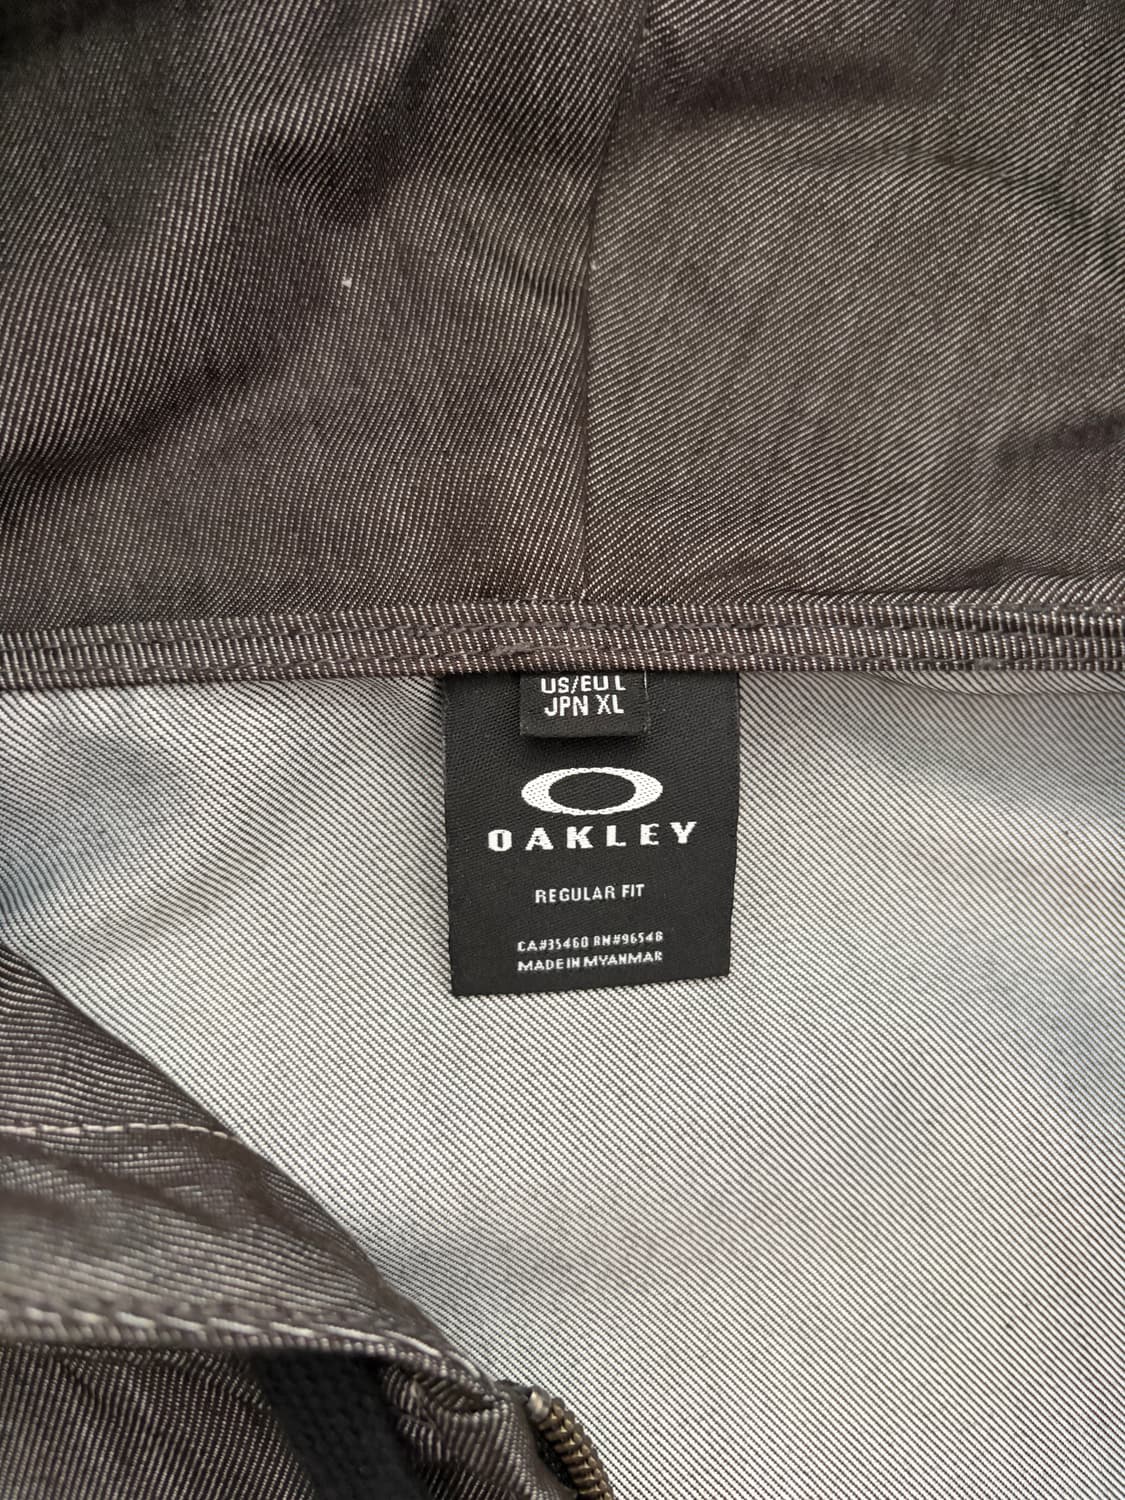 US/EU L
JPN XL
OAKLEY
REGULAR FIT
CA#35460 RN#96548
MADE IN MYANMAR